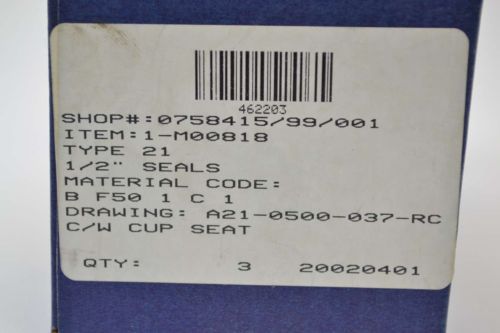 462203
SHOP#:0758415/99/001
ITEM:1-M00818
TYPE 21
1/2" SEALS
MATERIAL CODE:
B F50 1 C 1
DRAWING: A21-0500-037-RC
C/W CUP SEAT
QTY: 3 20020401